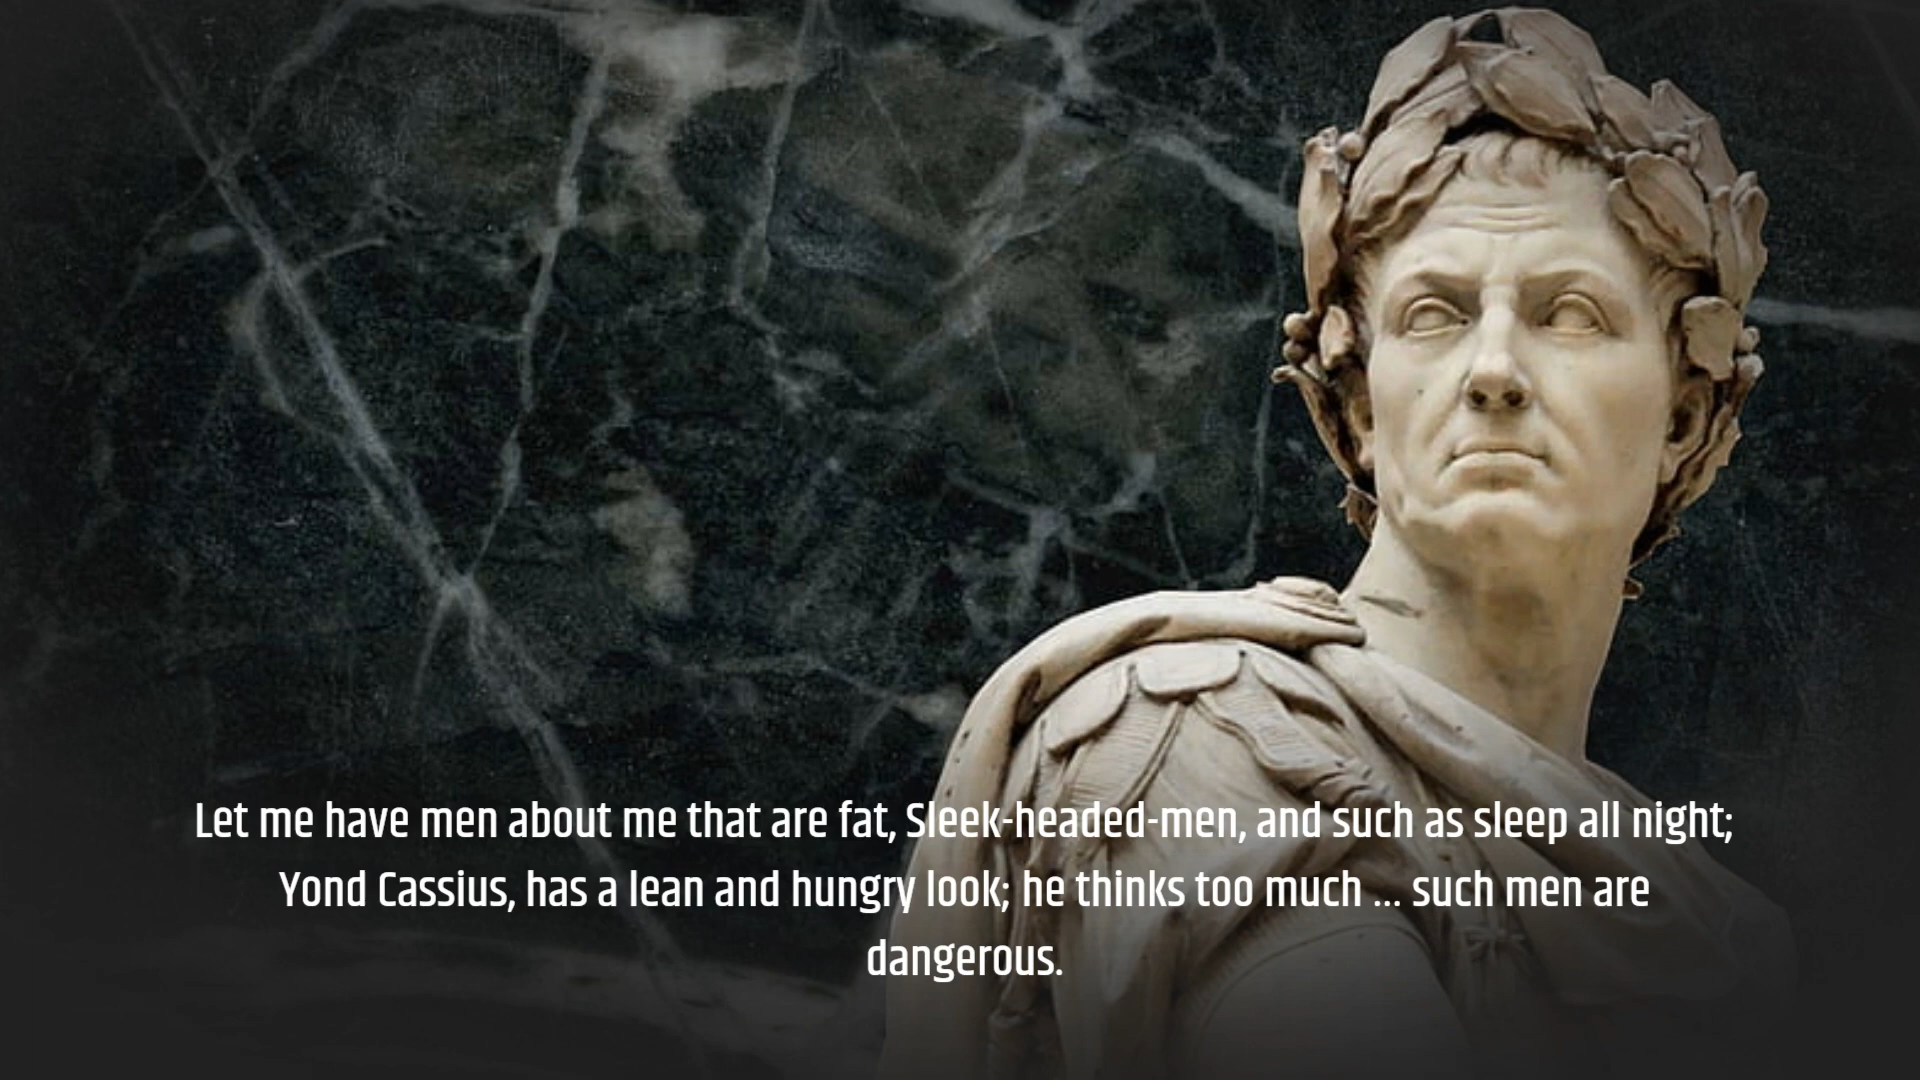 Let me have men about me that are fat, Sleek-headed-men, and such as sleep all night;
Yond Cassius, has a lean and hungry look; he thinks too much ... such men are
dangerous.